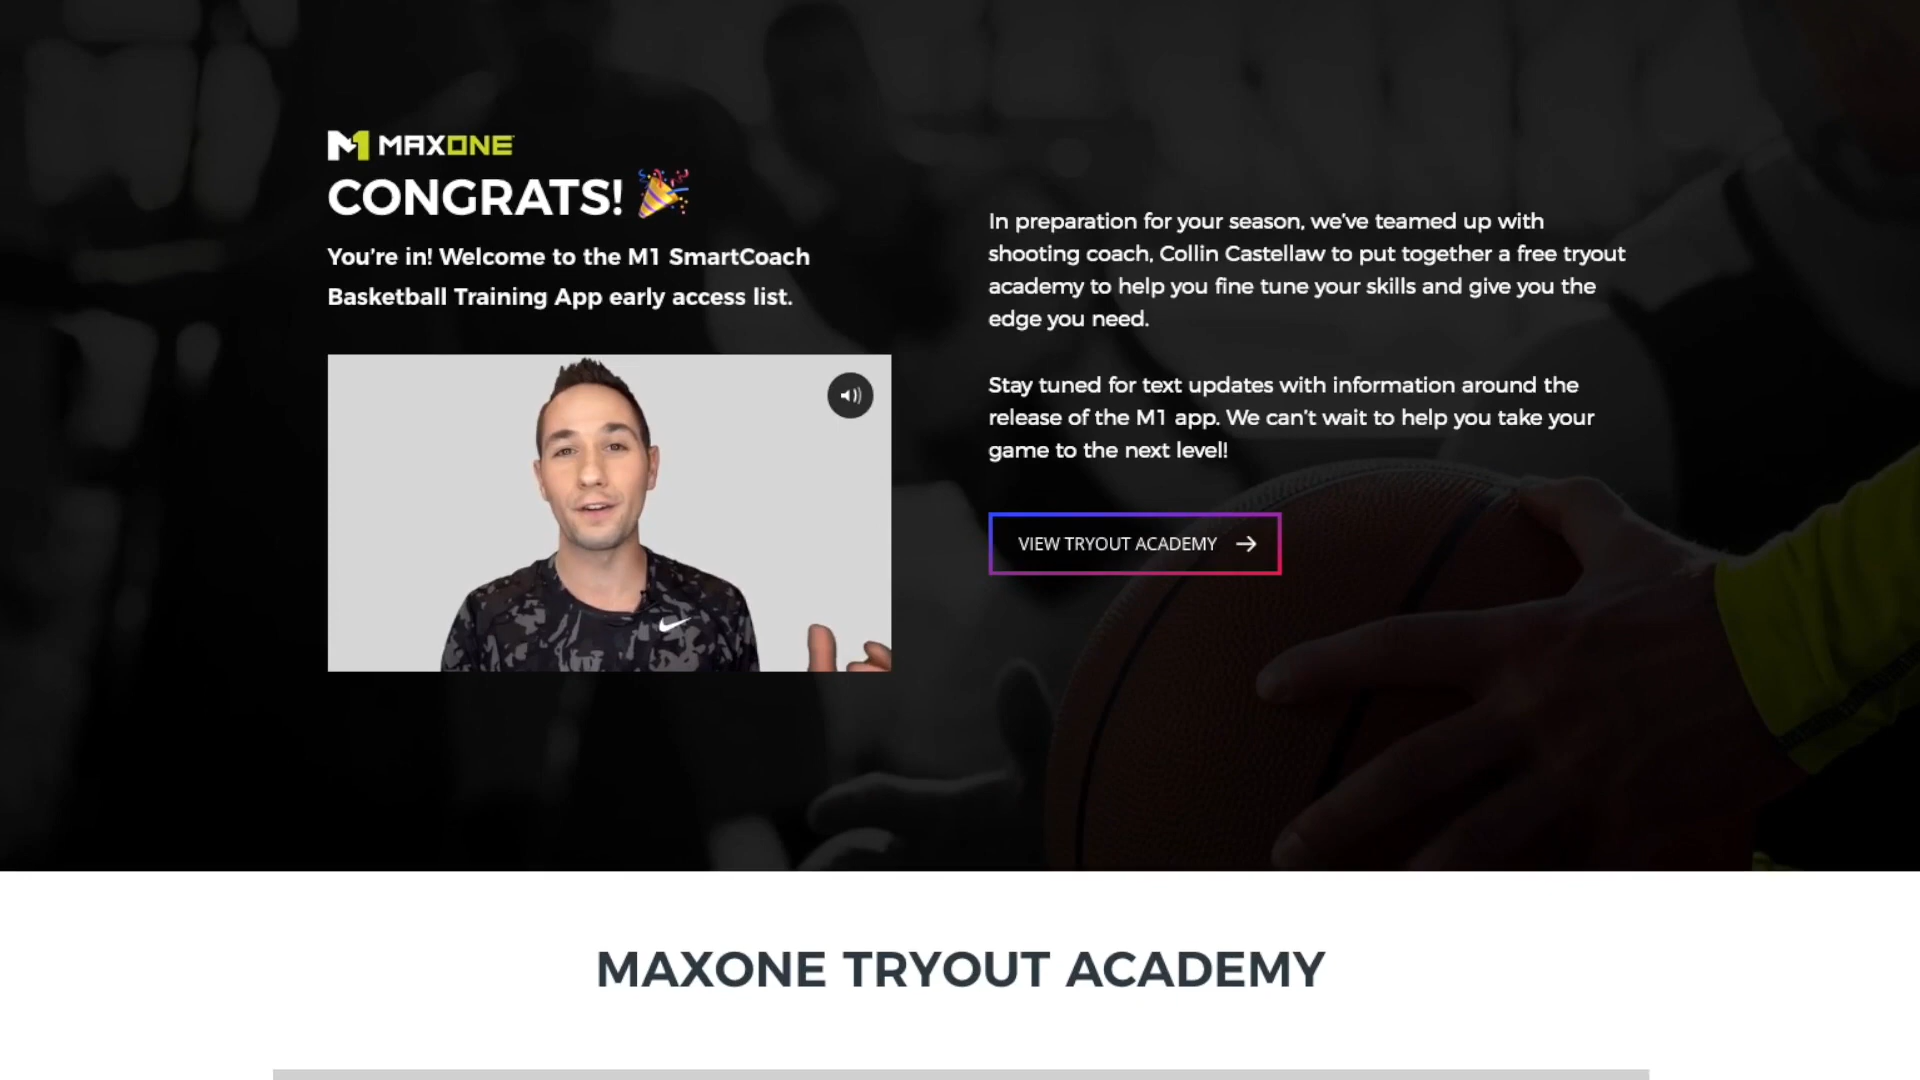 M1 MAXONE
CONGRATS! 🎉
You’re in! Welcome to the M1 SmartCoach
Basketball Training App early access list.
In preparation for your season, we’ve teamed up with
shooting coach, Collin Castellaw to put together a free tryout
academy to help you fine tune your skills and give you the
edge you need.
Stay tuned for text updates with information around the
release of the M1 app. We can’t wait to help you take your
game to the next level!
VIEW TRYOUT ACADEMY →
MAXONE TRYOUT ACADEMY